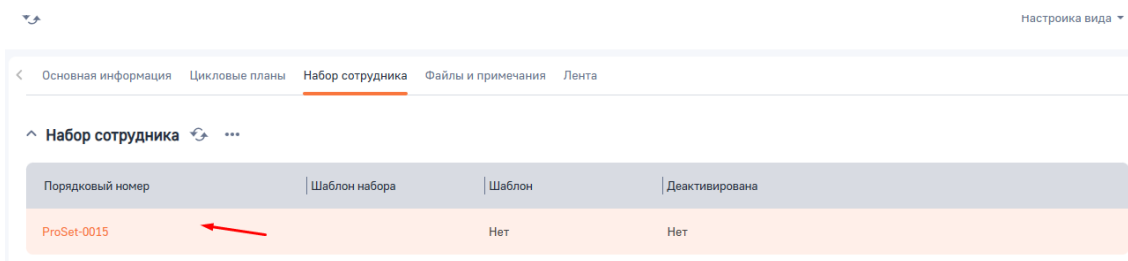 Настройка вида
Основная информация Цикловые планы Набор сотрудника Файлы и примечания Лента
Набор сотрудника
Порядковый номер Шаблон набора Шаблон Деактивирована
ProSet-0015 Нет Нет